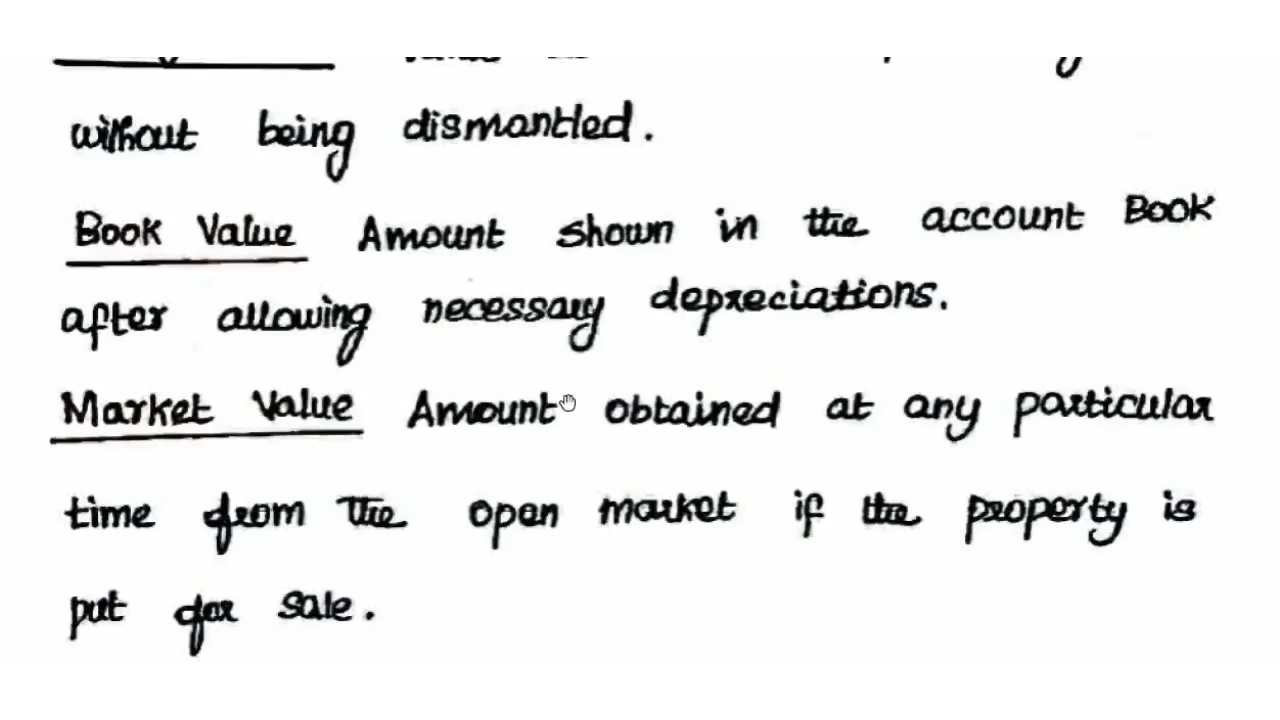 without being dismantled.
Book Value Amount shown in the account Book
after allowing necessary depreciations.
Market Value Amount obtained at any particular
time from the open market if the property is
put for sale.